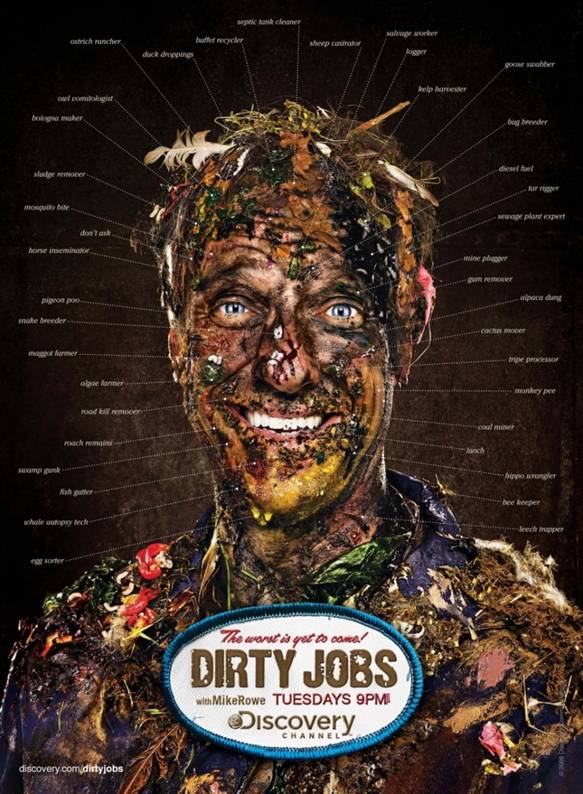 septic tank cleaner
ostrich rancher
buffet recycler
duck droppings
sheep castrator
salvage worker
logger
goose swabber
kelp harvester
owl vomitologist
bologna maker
bug breeder
sludge remover
diesel fuel
tar rigger
mosquito bite
sewage plant expert
don't ask
horse inseminator
mine plugger
gum remover
pigeon poo
alpaca dung
snake breeder
cactus mover
maggot farmer
tripe processor
algae farmer
monkey pee
road kill remover
coal miner
roach remains
lunch
swamp gunk
hippo wrangler
fish gutter
bee keeper
whale autopsy tech
leech trapper
egg sorter
The worst is yet to come!
DIRTY JOBS
with MikeRowe TUESDAYS 9PM
Discovery
CHANNEL
discovery.com/dirtyjobs